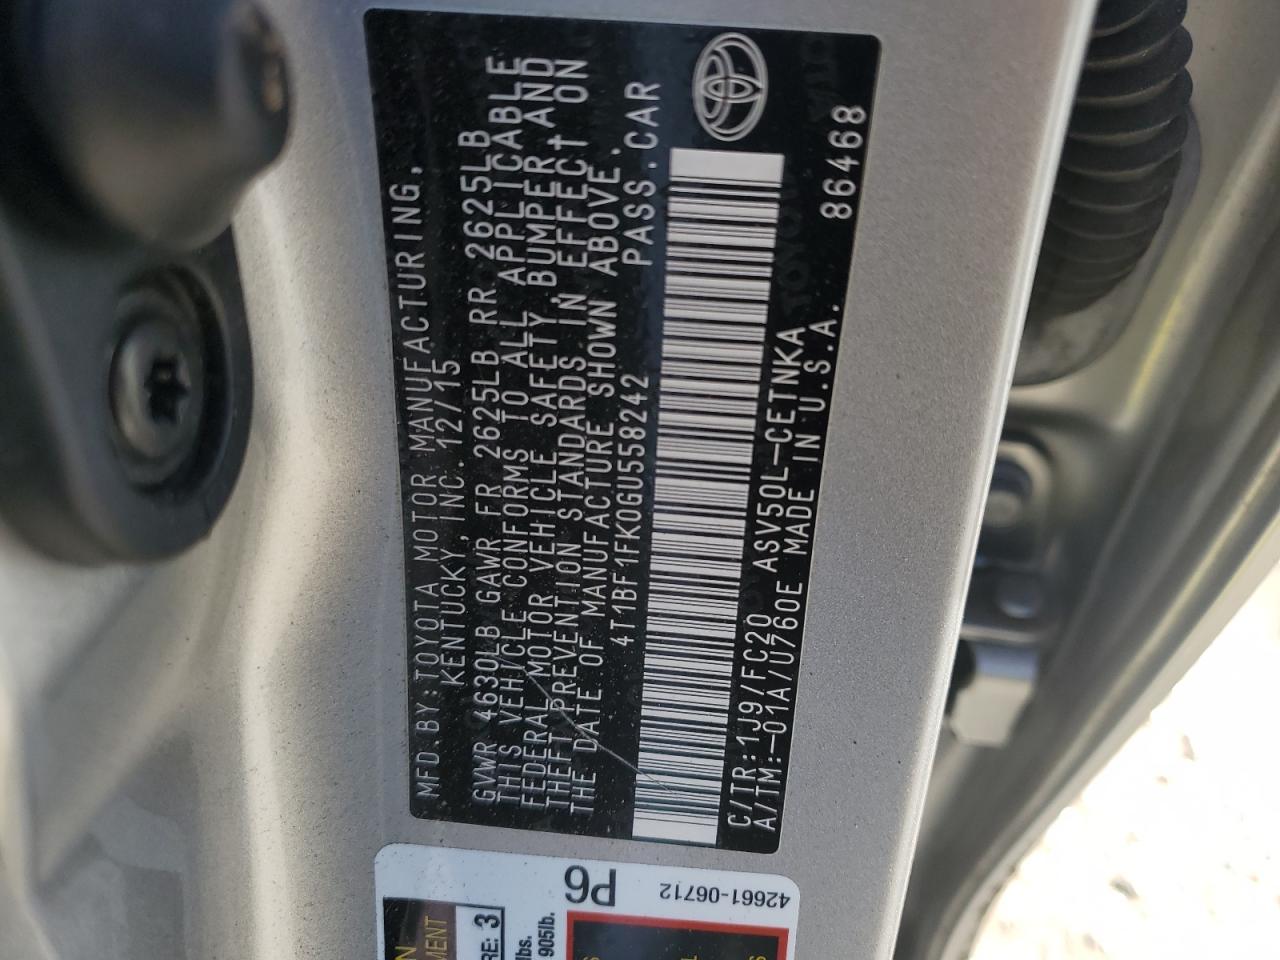 MFD. BY: TOYOTA MOTOR MANUFACTURING,
KENTUCKY, INC. 12/15
GVWR 4630LB GAWR FR 2625LB RR 2625LB
THIS VEHICLE CONFORMS TO ALL APPLICABLE
FEDERAL MOTOR VEHICLE SAFETY, BUMPER, AND
THEFT PREVENTION STANDARDS IN EFFECT ON
THE DATE OF MANUFACTURE SHOWN ABOVE.
4T1BF1FK0GU558242 PASS. CAR
C/TR: 1J9/FC20 ASV50L-CETNKA
A/TM: -01A/U760E MADE IN U.S.A. 86468
P6
42661-06712
3
lbs.
905lb.